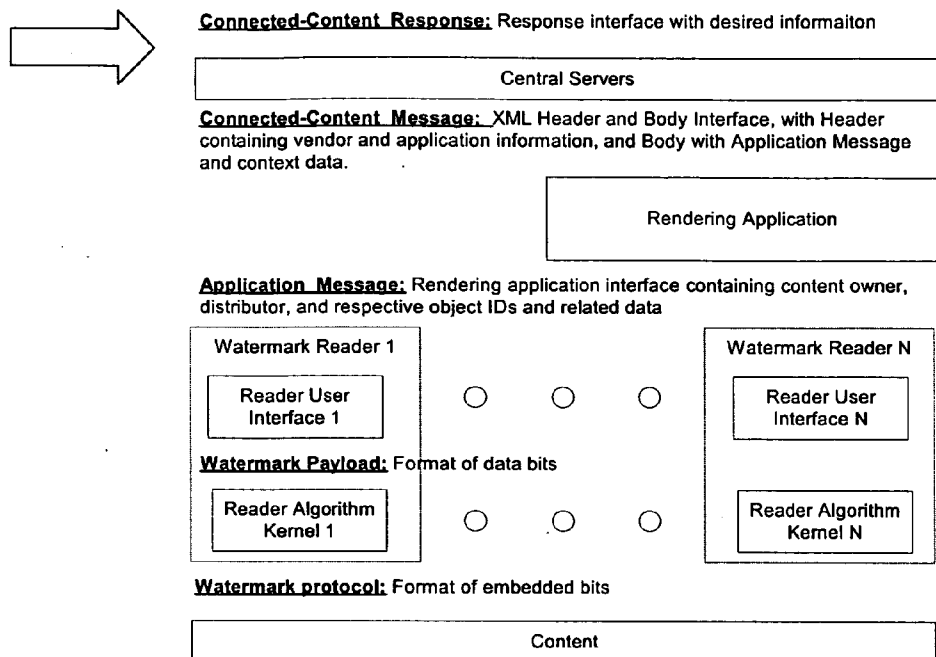 Connected-Content Response: Response interface with desired informaiton
Central Servers
Connected-Content Message: XML Header and Body Interface, with Header
containing vendor and application information, and Body with Application Message
and context data.
Rendering Application
Application Message: Rendering application interface containing content owner,
distributor, and respective object IDs and related data
Watermark Reader 1
Watermark Reader N
Reader User
Interface 1
Reader User
Interface N
Watermark Payload: Format of data bits
Reader Algorithm
Kernel 1
Reader Algorithm
Kernel N
Watermark protocol: Format of embedded bits
Content